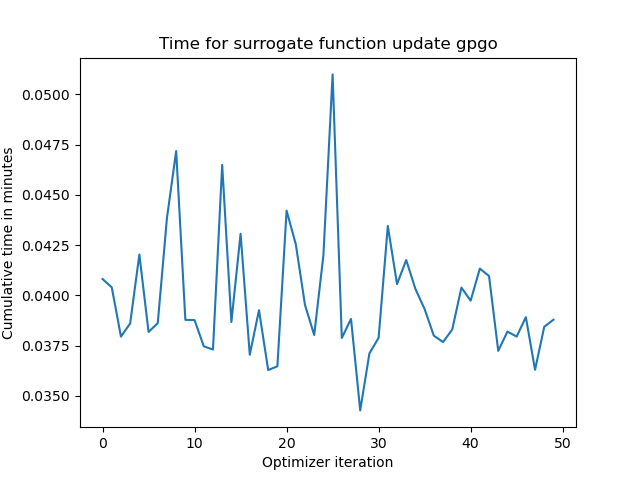 Time for surrogate function update gpgo
Cumulative time in minutes
0.0500
0.0475
0.0450
0.0425
0.0400
0.0375
0.0350
0 10 20 30 40 50
Optimizer iteration